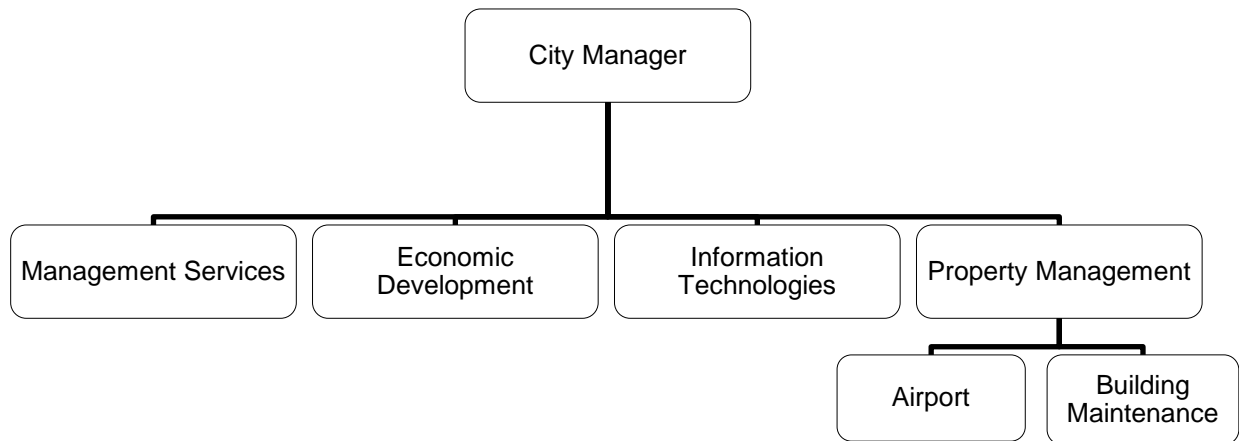 City Manager
Management Services
Economic
Development
Information
Technologies
Property Management
Airport
Building
Maintenance